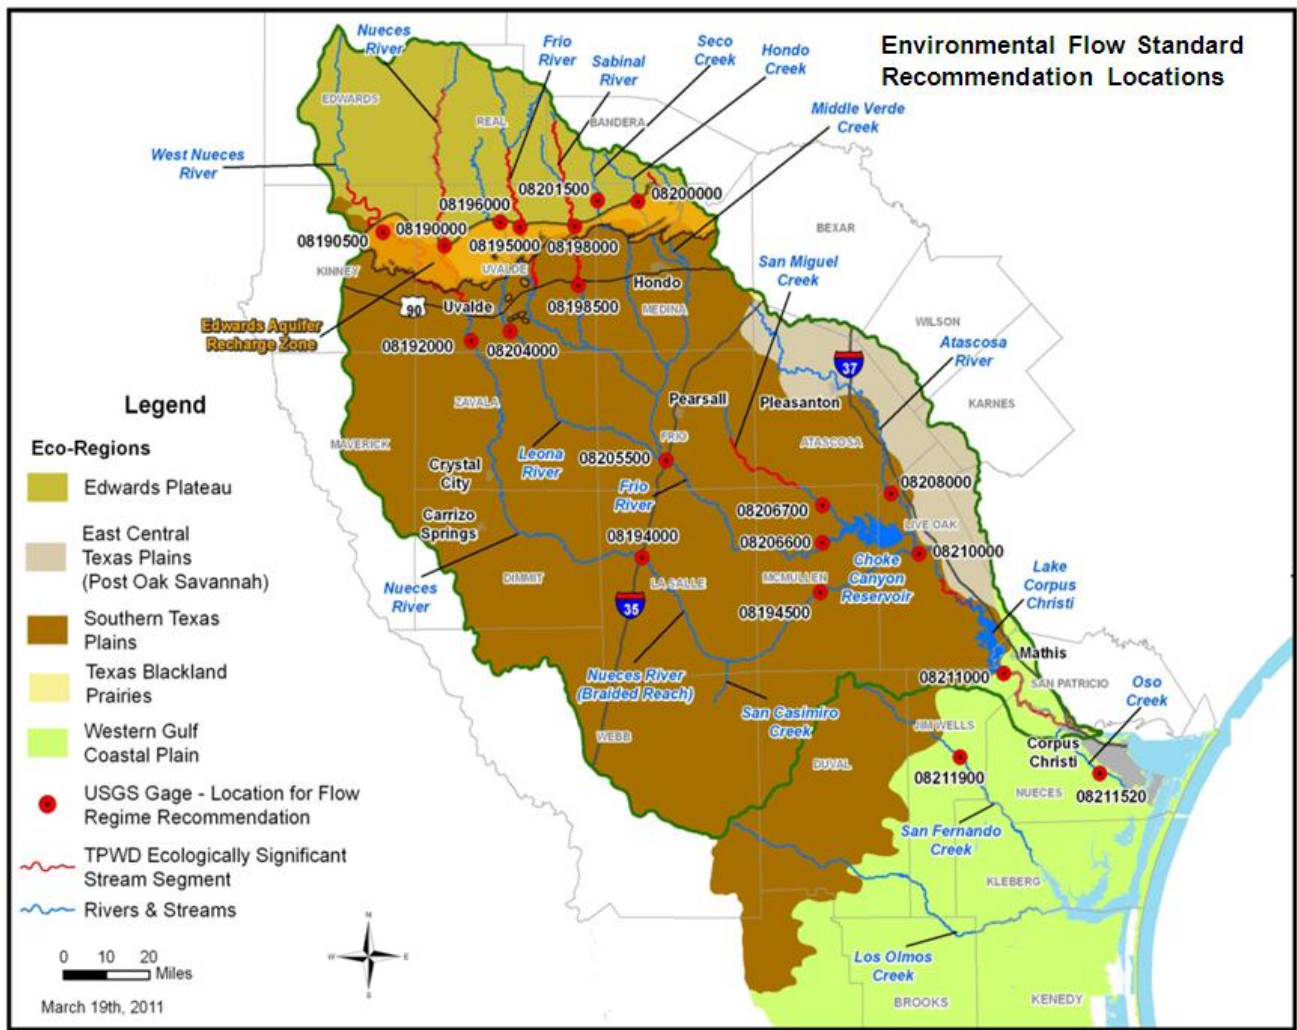 Environmental Flow Standard
Recommendation Locations
Nueces
River
Frio
River
Sabinal
River
Seco
Creek
Hondo
Creek
Middle Verde
Creek
EDWARDS
REAL
BANDERA
West Nueces
River
08201500
08200000
08196000
08190000
08190500
08195000
08198000
BEXAR
KINNEY
UVALDE
San Miguel
Creek
Hondo
90
Uvalde
08198500
MEDINA
Edwards Aquifer
Recharge Zone
WILSON
08192000
08204000
Atascosa
River
37
Legend
Pearsall
Pleasanton
KARNES
ZAVALA
MAVERICK
FRIO
ATASCOSA
Eco-Regions
Leona
River
08205500
Crystal
City
Edwards Plateau
Frio
River
08208000
08206700
Carrizo
Springs
LIVE OAK
East Central
Texas Plains
(Post Oak Savannah)
08194000
08206600
08210000
Choke
Canyon
Reservoir
Lake
Corpus
Christi
DIMMIT
LA SALLE
MCMULLEN
Nueces
River
35
08194500
Southern Texas
Plains
Mathis
Nueces River
(Braided Reach)
08211000
SAN PATRICIO
Oso
Creek
Texas Blackland
Prairies
San Casimiro
Creek
JIM WELLS
WEBB
Western Gulf
Coastal Plain
Corpus
Christi
DUVAL
08211900
NUECES
08211520
USGS Gage - Location for Flow
Regime Recommendation
San Fernando
Creek
TPWD Ecologically Significant
Stream Segment
KLEBERG
Rivers & Streams
N
W
E
S
Los Olmos
Creek
0 10 20
Miles
March 19th, 2011
BROOKS
KENEDY